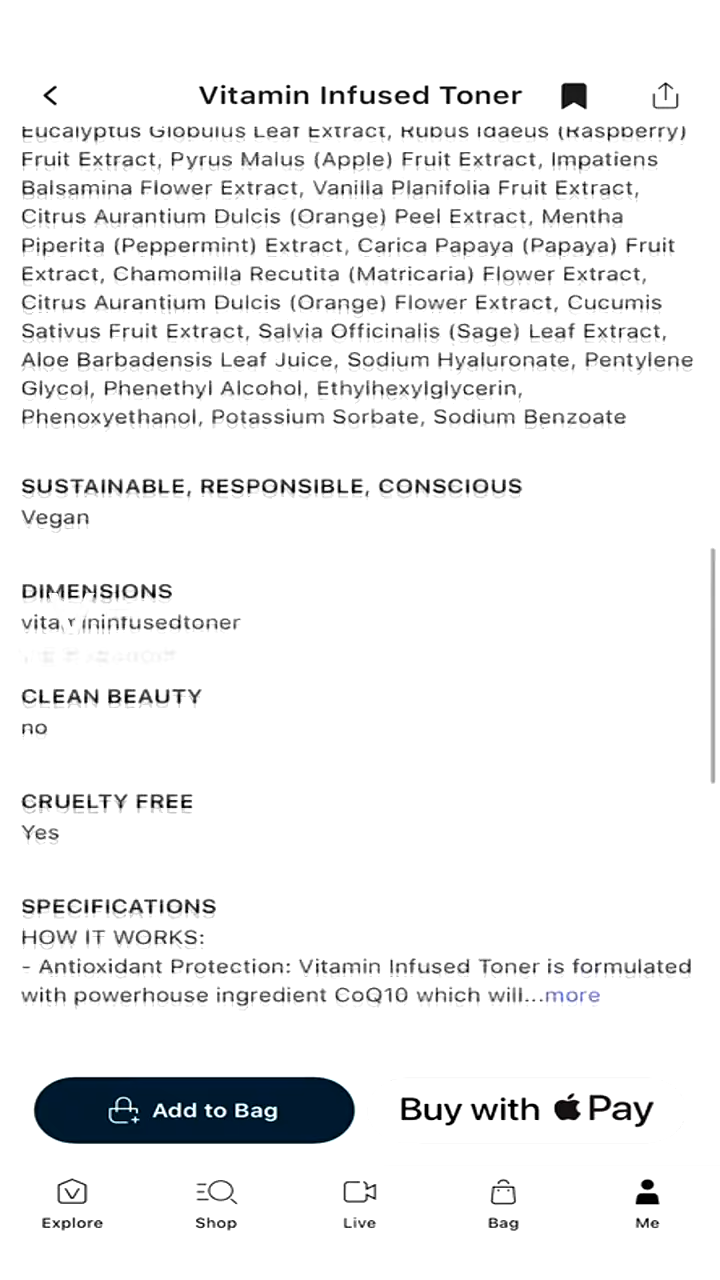 Vitamin Infused Toner
Eucalyptus Globulus Leaf Extract, Rubus Idaeus (Raspberry)
Fruit Extract, Pyrus Malus (Apple) Fruit Extract, Impatiens
Balsamina Flower Extract, Vanilla Planifolia Fruit Extract,
Citrus Aurantium Dulcis (Orange) Peel Extract, Mentha
Piperita (Peppermint) Extract, Carica Papaya (Papaya) Fruit
Extract, Chamomilla Recutita (Matricaria) Flower Extract,
Citrus Aurantium Dulcis (Orange) Flower Extract, Cucumis
Sativus Fruit Extract, Salvia Officinalis (Sage) Leaf Extract,
Aloe Barbadensis Leaf Juice, Sodium Hyaluronate, Pentylene
Glycol, Phenethyl Alcohol, Ethylhexylglycerin,
Phenoxyethanol, Potassium Sorbate, Sodium Benzoate
SUSTAINABLE, RESPONSIBLE, CONSCIOUS
Vegan
DIMENSIONS
CLEAN BEAUTY
no
CRUELTY FREE
Yes
SPECIFICATIONS
HOW IT WORKS:
- Antioxidant Protection: Vitamin Infused Toner is formulated
with powerhouse ingredient CoQ10 which will...more
Add to Bag
Buy with Pay
Explore
Shop
Live
Bag
Me